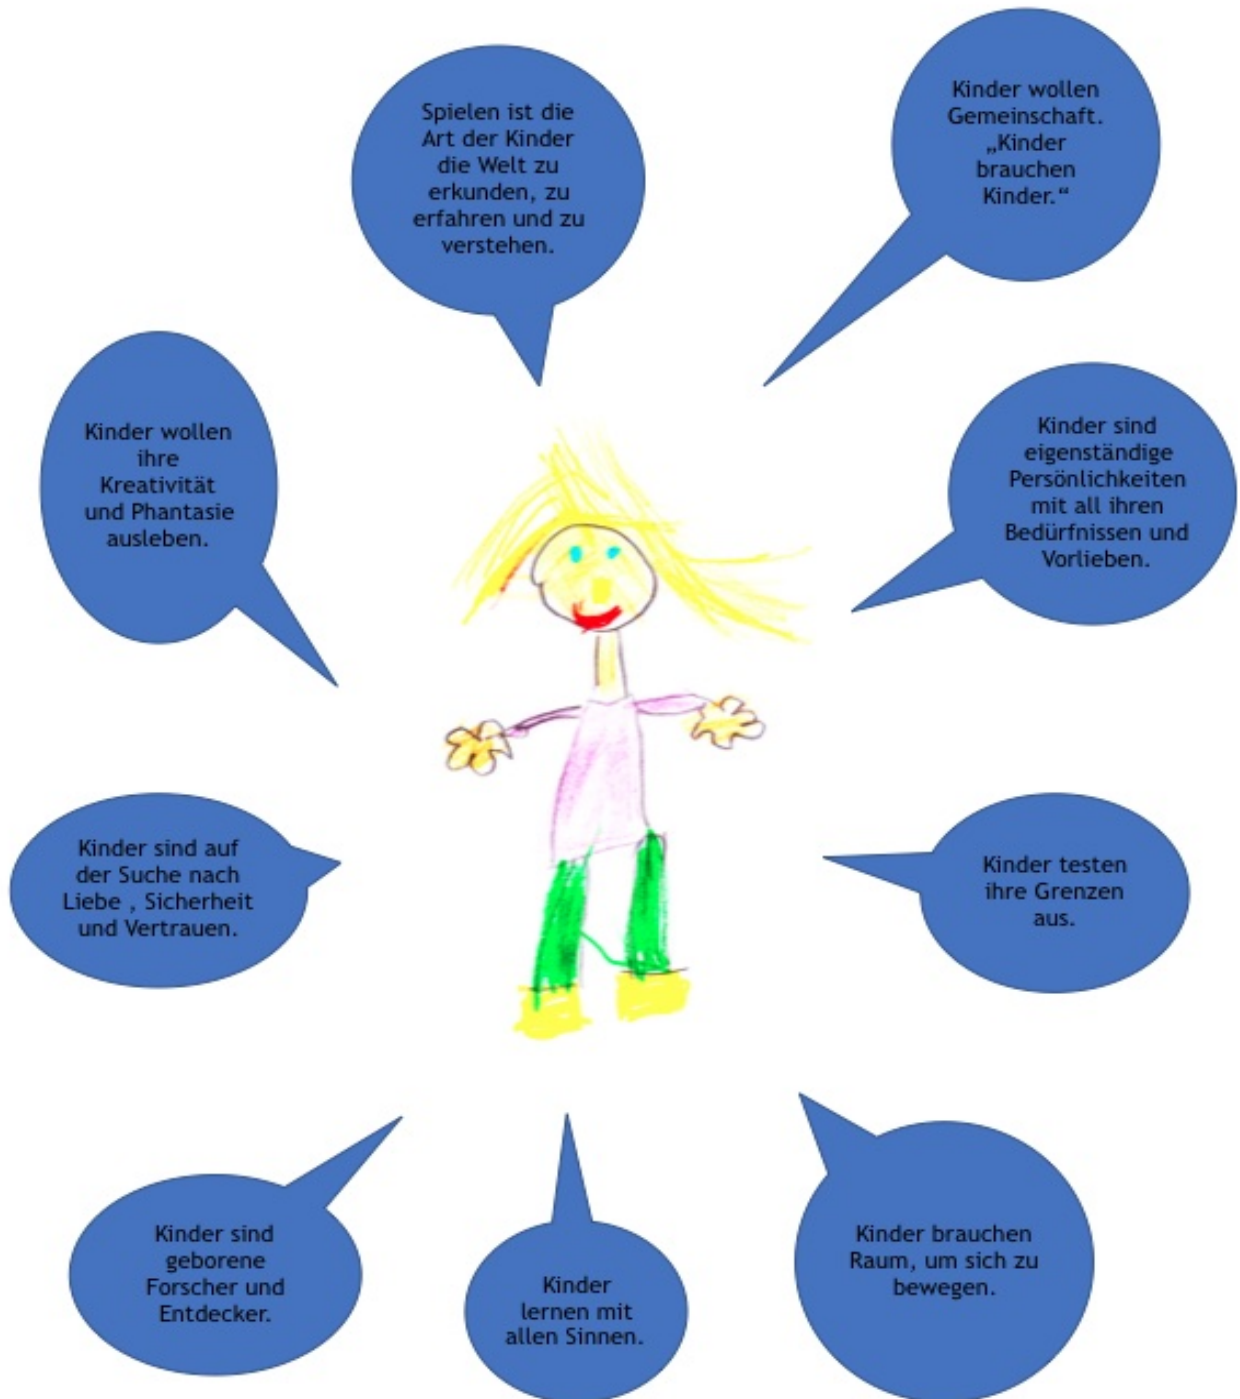 Spielen ist die
Art der Kinder
die Welt zu
erkunden, zu
erfahren und zu
verstehen.
Kinder wollen
Gemeinschaft.
„Kinder
brauchen
Kinder.“
Kinder wollen
ihre
Kreativität
und Phantasie
ausleben.
Kinder sind
eigenständige
Persönlichkeiten
mit all ihren
Bedürfnissen und
Vorlieben.
Kinder sind auf
der Suche nach
Liebe , Sicherheit
und Vertrauen.
Kinder testen
ihre Grenzen
aus.
Kinder sind
geborene
Forscher und
Entdecker.
Kinder
lernen mit
allen Sinnen.
Kinder brauchen
Raum, um sich zu
bewegen.